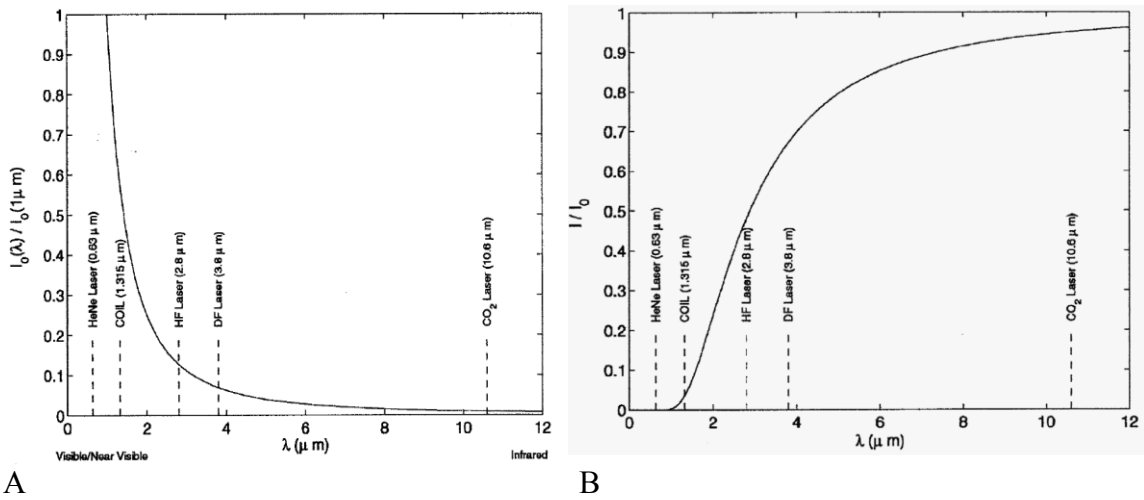 1
0.9
0.8
0.7
0.6
0.5
0.4
0.3
0.2
0.1
0
I₀(λ) / I₀(1μ m)
HeNe Laser (0.63 μ m)
COIL (1.315 μ m)
HF Laser (2.8 μ m)
DF Laser (3.8 μ m)
CO₂ Laser (10.6 μ m)
0 2 4 6 8 10 12
λ (μ m)
Visible/Near Visible Infrared
A
1
0.9
0.8
0.7
0.6
0.5
0.4
0.3
0.2
0.1
0
I / I₀
HeNe Laser (0.63 μ m)
COIL (1.315 μ m)
HF Laser (2.8 μ m)
DF Laser (3.8 μ m)
CO₂ Laser (10.6 μ m)
0 2 4 6 8 10 12
λ (μ m)
B